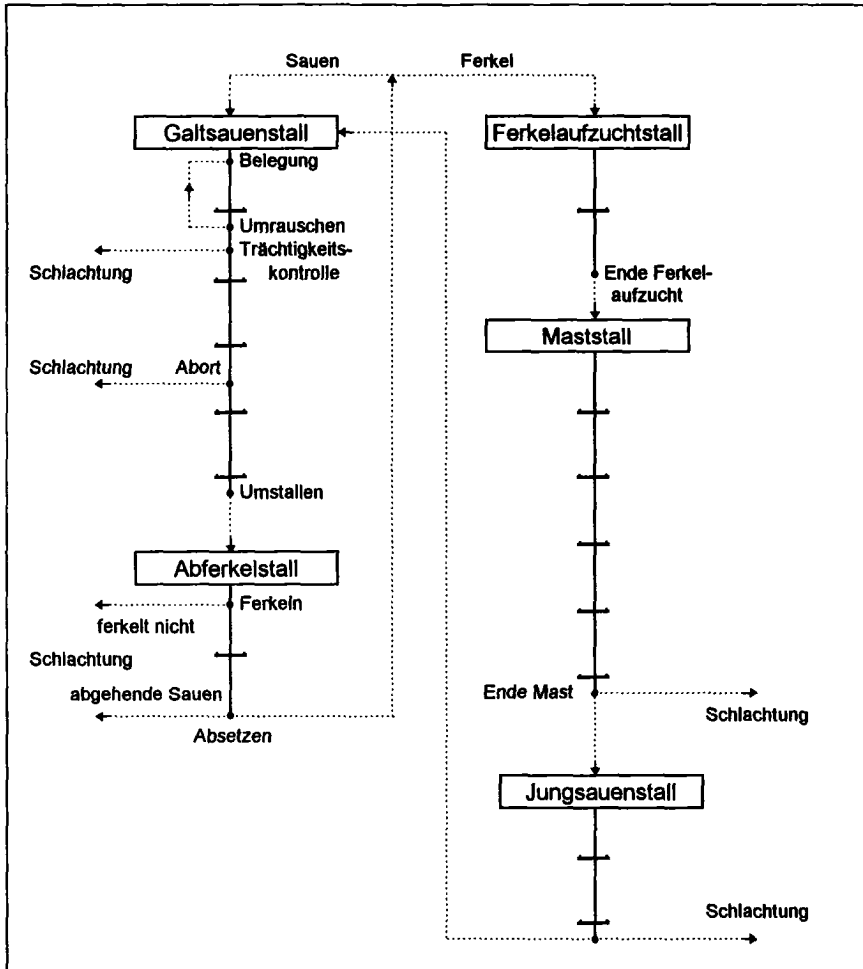 Sauen
Ferkel
Galtsauenstall
Ferkelaufzuchtstall
Belegung
Umrauschen
Trächtigkeits-
kontrolle
Schlachtung
Ende Ferkel-
aufzucht
Maststall
Schlachtung
Abort
Umstallen
Abferkelstall
Ferkeln
ferkelt nicht
Schlachtung
abgehende Sauen
Absetzen
Ende Mast
Schlachtung
Jungsauenstall
Schlachtung